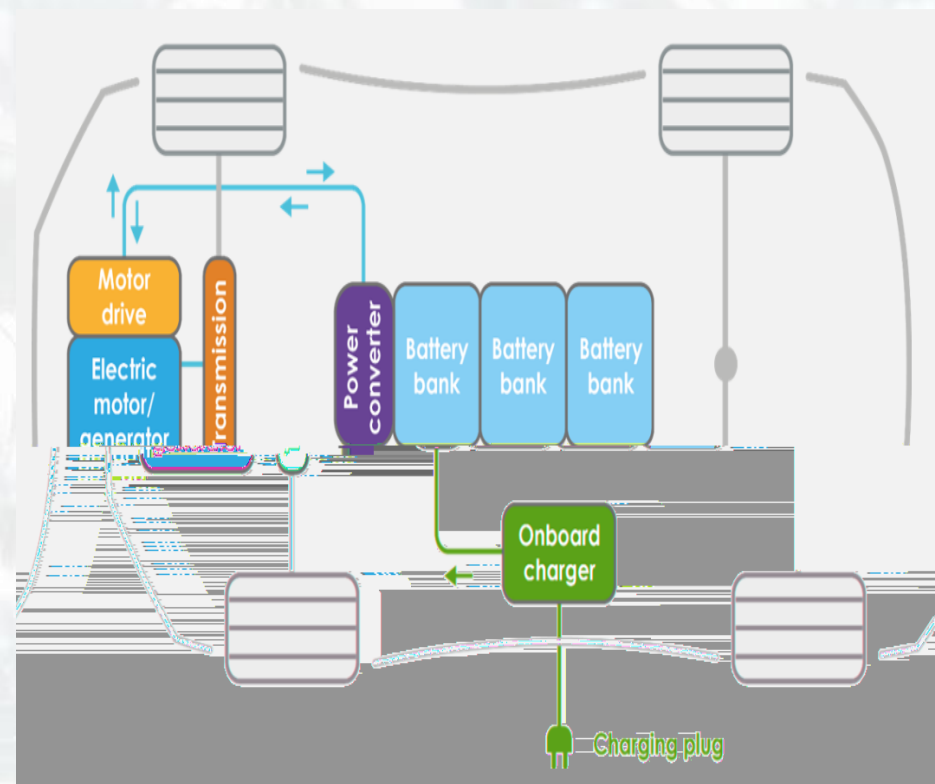 Motor
drive
Electric
motor/
generator
Transmission
Power
converter
Battery
bank
Battery
bank
Battery
bank
Onboard
charger
Charging plug